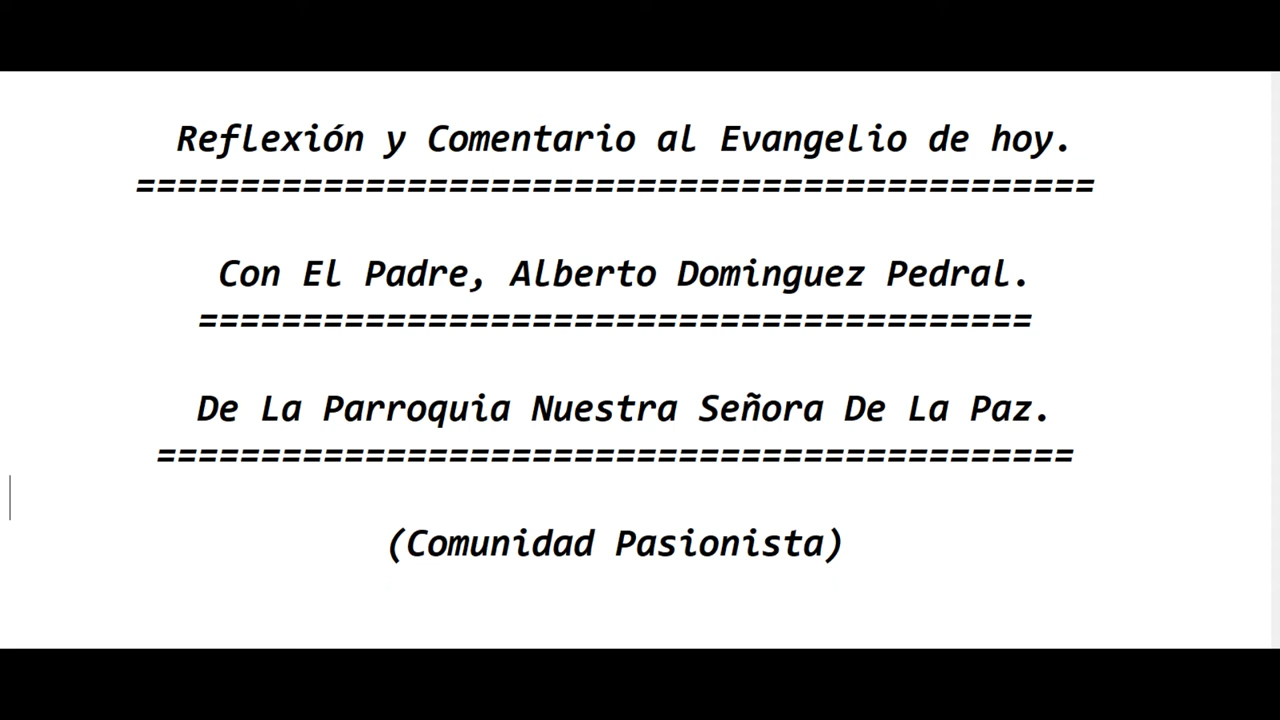 Reflexión y Comentario al Evangelio de hoy.
==============================================
Con El Padre, Alberto Dominguez Pedral.
========================================
De La Parroquia Nuestra Señora De La Paz.
============================================
(Comunidad Pasionista)